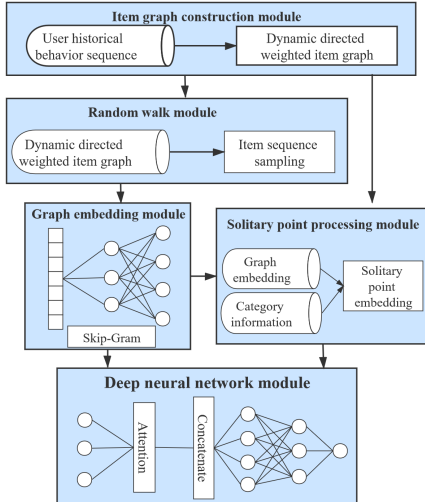 Item graph construction module
User historical
behavior sequence
Dynamic directed
weighted item graph
Random walk module
Dynamic directed
weighted item graph
Item sequence
sampling
Graph embedding module
Skip-Gram
Solitary point processing module
Graph
embedding
Category
information
Solitary
point
embedding
Deep neural network module
Attention
Concatenate